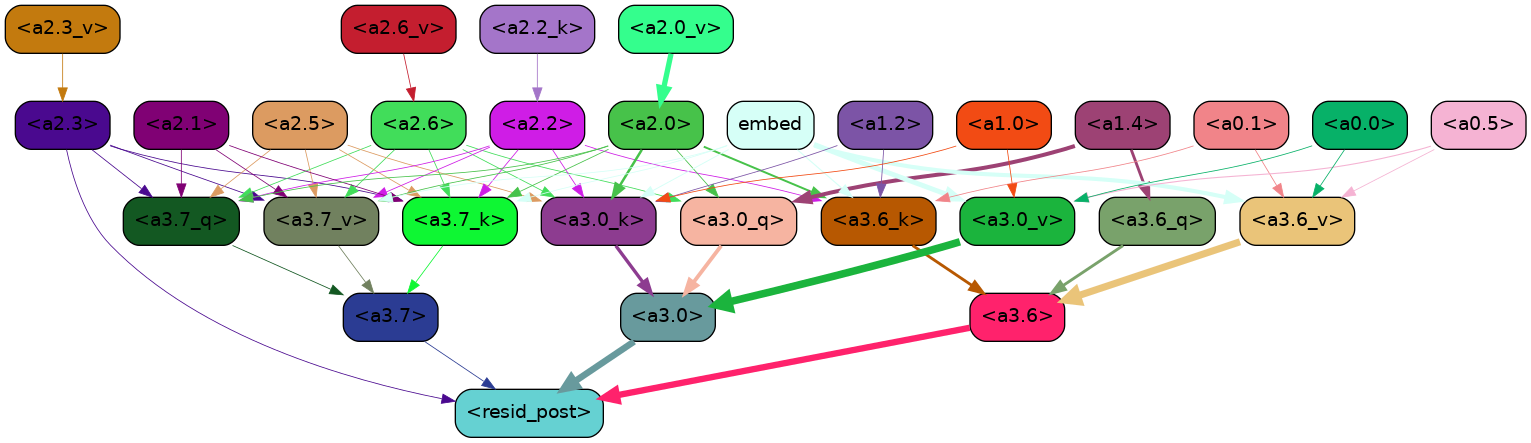 <a2.3_v> <a2.6_v> <a2.2_k> <a2.0_v>
<a2.3> <a2.1> <a2.5> <a2.6> <a2.2> <a2.0> embed <a1.2> <a1.0> <a1.4> <a0.1> <a0.0> <a0.5>
<a3.7_q> <a3.7_v> <a3.7_k> <a3.0_k> <a3.0_q> <a3.6_k> <a3.0_v> <a3.6_q> <a3.6_v>
<a3.7> <a3.0> <a3.6>
<resid_post>